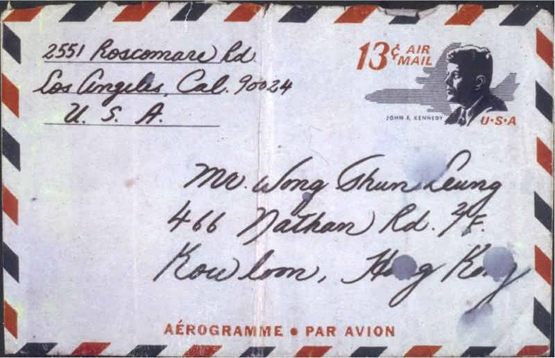 2551 Roscomare Rd
Los Angeles, Cal. 90024
U. S. A.
13¢ AIR MAIL
JOHN F. KENNEDY
U·S·A
Mr. Wong Shun Leung
466 Nathan Rd. 7/F.
Kowloon, Hong Kong
AÉROGRAMME • PAR AVION